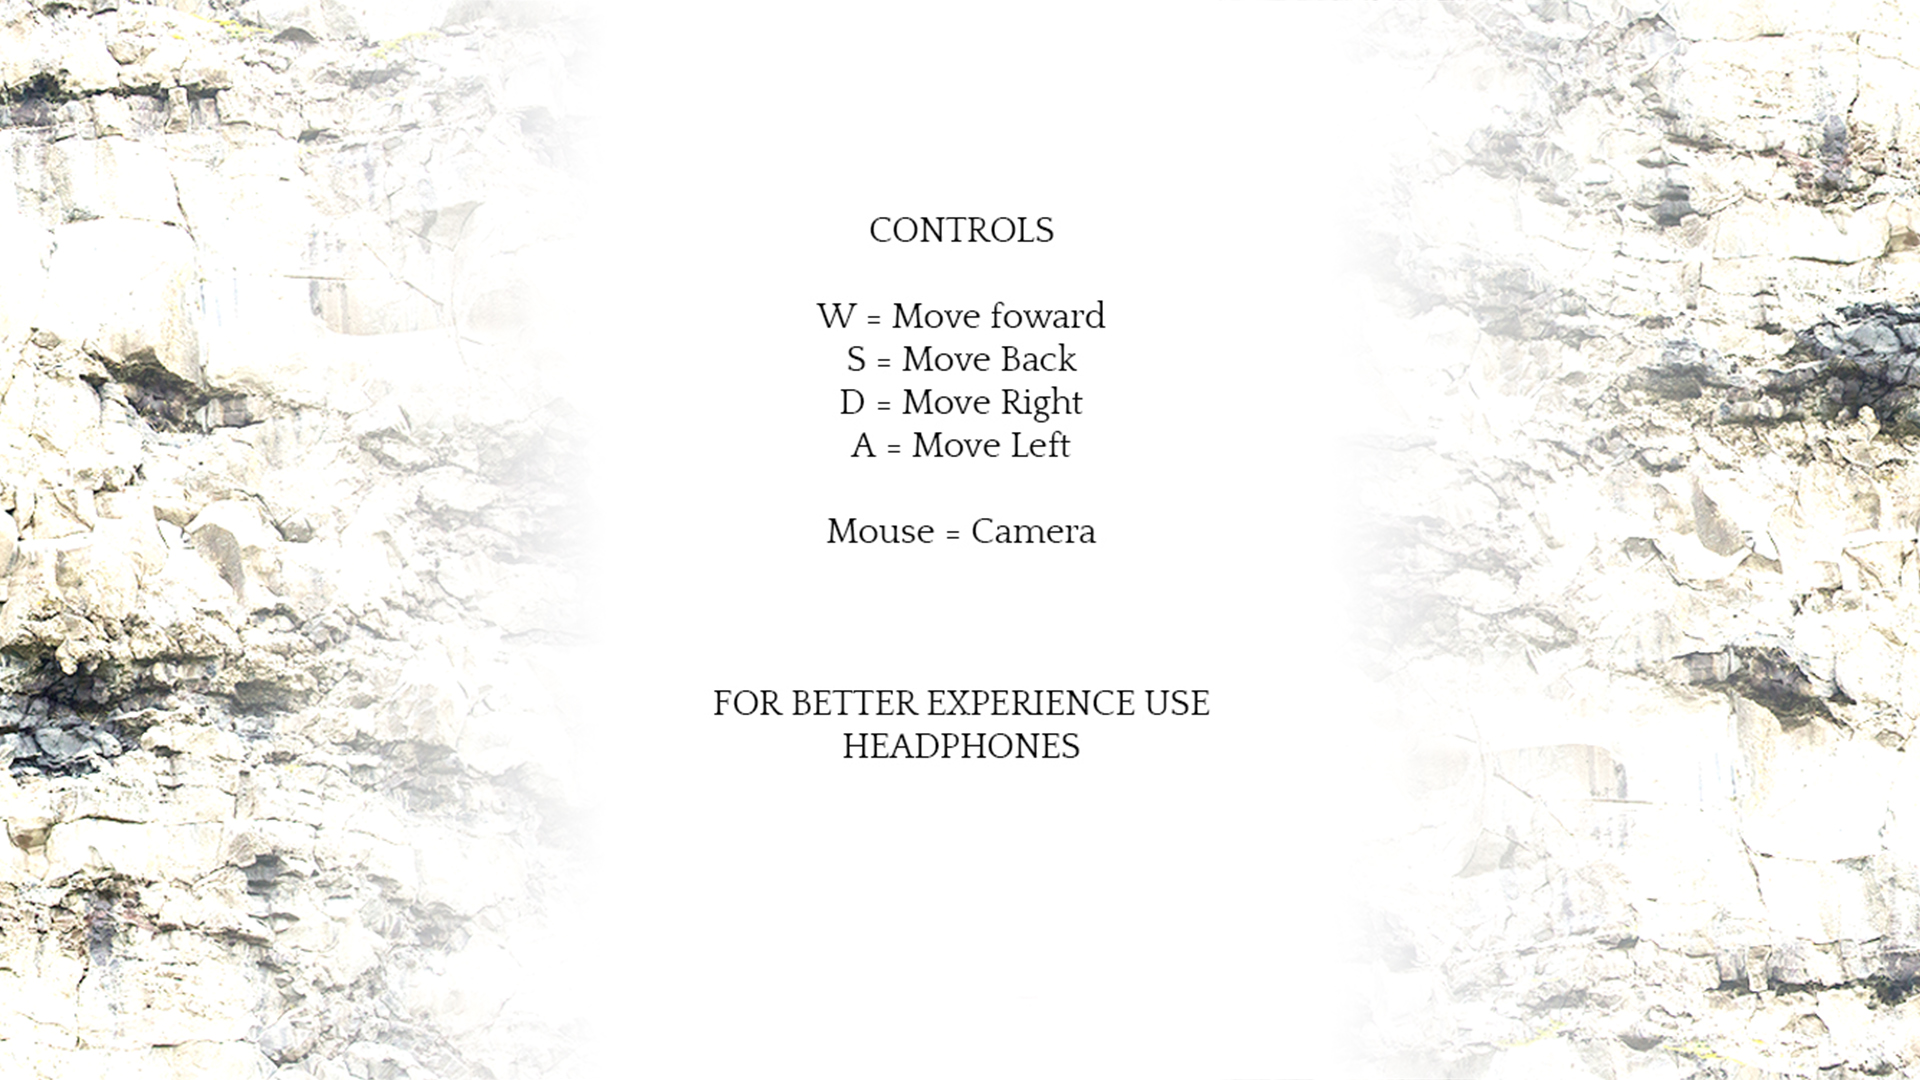 CONTROLS
W = Move foward
S = Move Back
D = Move Right
A = Move Left
Mouse = Camera
FOR BETTER EXPERIENCE USE
HEADPHONES